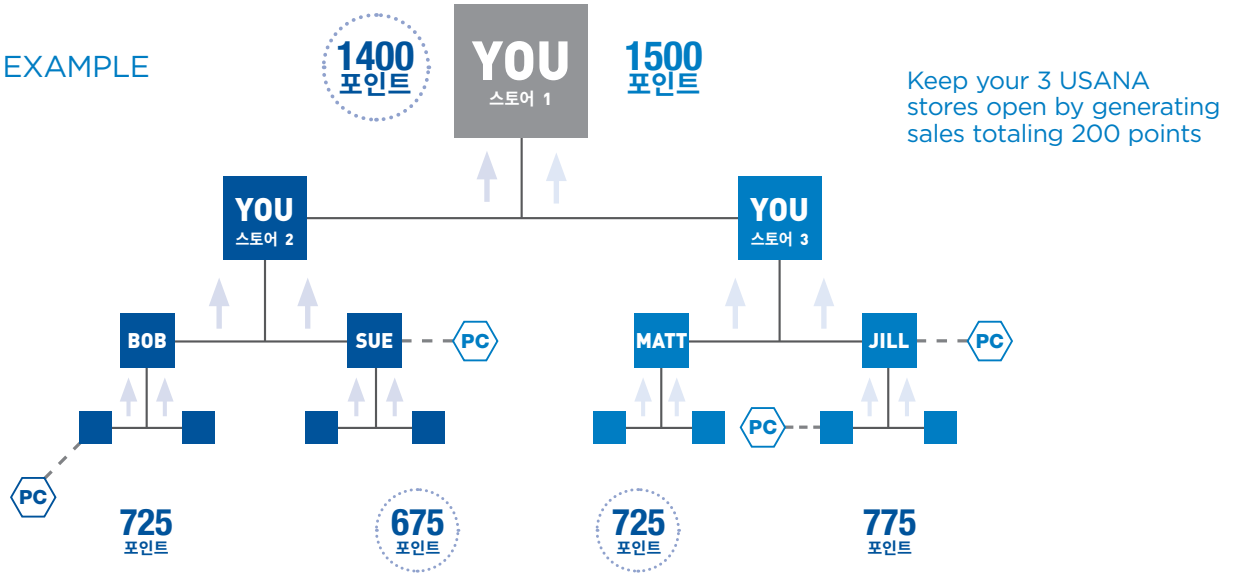 EXAMPLE
1400
포인트
YOU
스토어 1
1500
포인트
Keep your 3 USANA
stores open by generating
sales totaling 200 points
YOU
스토어 2
YOU
스토어 3
BOB
SUE
PC
MATT
JILL
PC
PC
PC
725
포인트
675
포인트
725
포인트
775
포인트